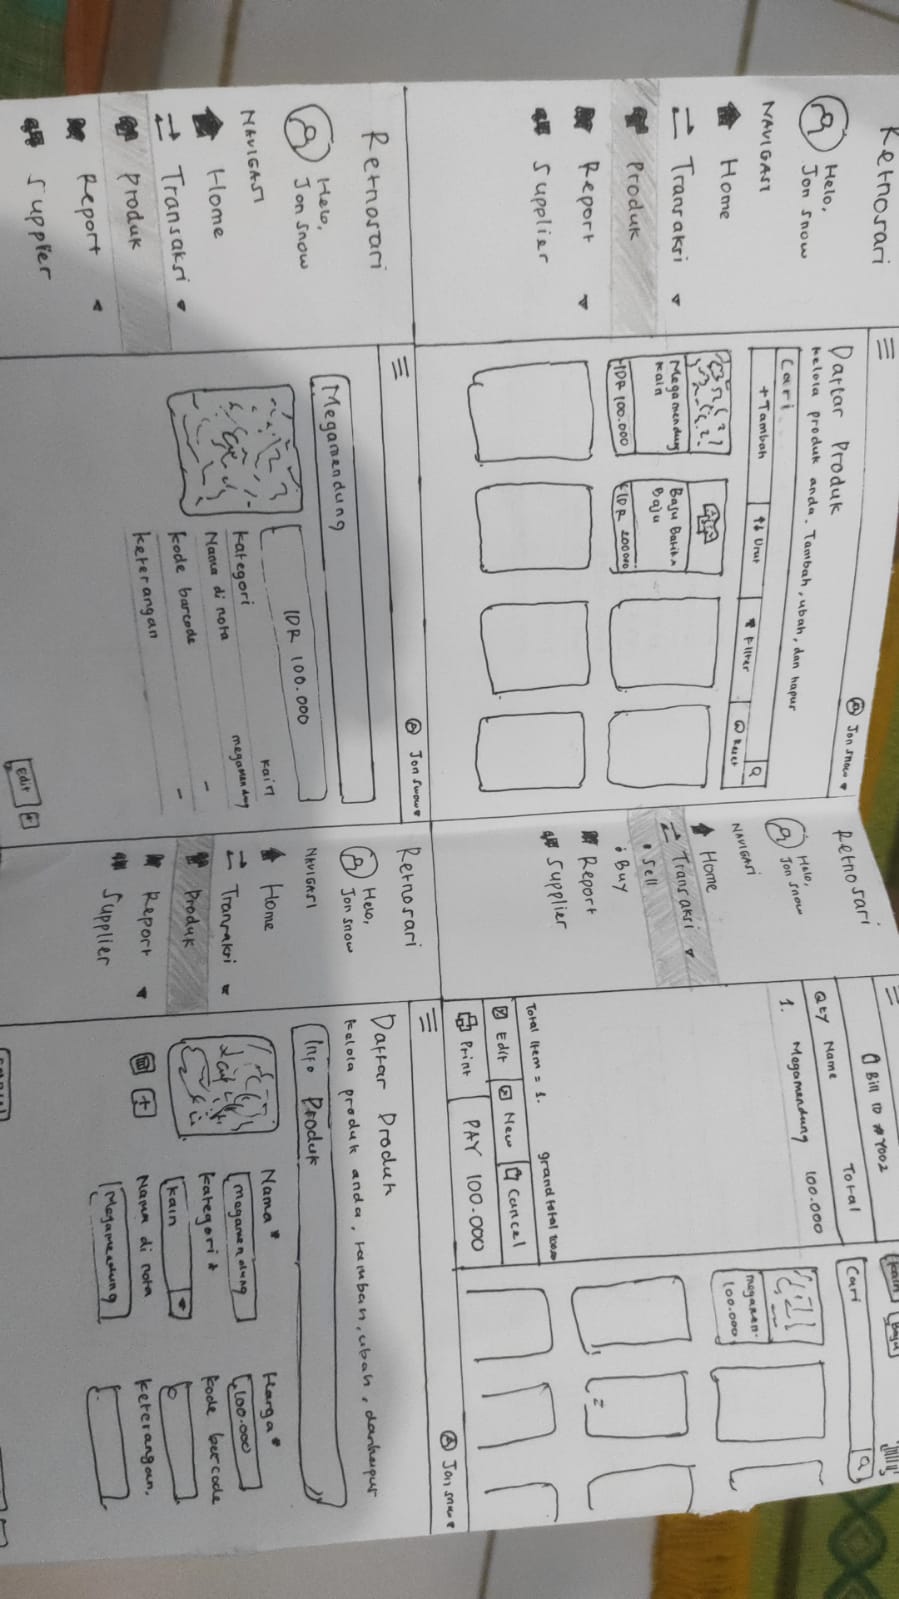 Retnosari
Helo,
Jon snow
NAVIGASI
Home
Transaksi
Produk
Report
Supplier
Jon snow
Daftar Produk
kelola produk anda. Tambah, ubah, dan hapus
Cari
+Tambah
Urut
Filter
Reset
Megamendung
kain
IDR 100.000
Baju Batik
Baju
IDR 200000
Retnosari
Helo,
Jon snow
NAVIGASI
Home
Transaksi
Sell
Buy
Report
Supplier
Bill ID #Y002
Qty Name Total
1. Megamendung 100.000
Total Item = 1. grand total
Edit
New
Cancel
Print
PAY 100.000
kain
Baju
Cari
megamen-
100.000
Retnosari
Helo,
Jon snow
NAVIGASI
Home
Transaksi
Produk
Report
Supplier
Jon snow
Megamendung
IDR 100.000
kategori kain
Nama di nota megamendung
kode barcode -
keterangan -
Edit
Retnosari
Helo,
Jon snow
NAVIGASI
Home
Tranraksi
Produk
Report
Supplier
Jon snow
Daftar Produk
kelola produk anda, tambah, ubah, dan hapus
Info Produk
Nama*
megamendung
kategori*
kain
Nama di nota
Megamendung
Harga*
100.000
kode bercode
keterangan.